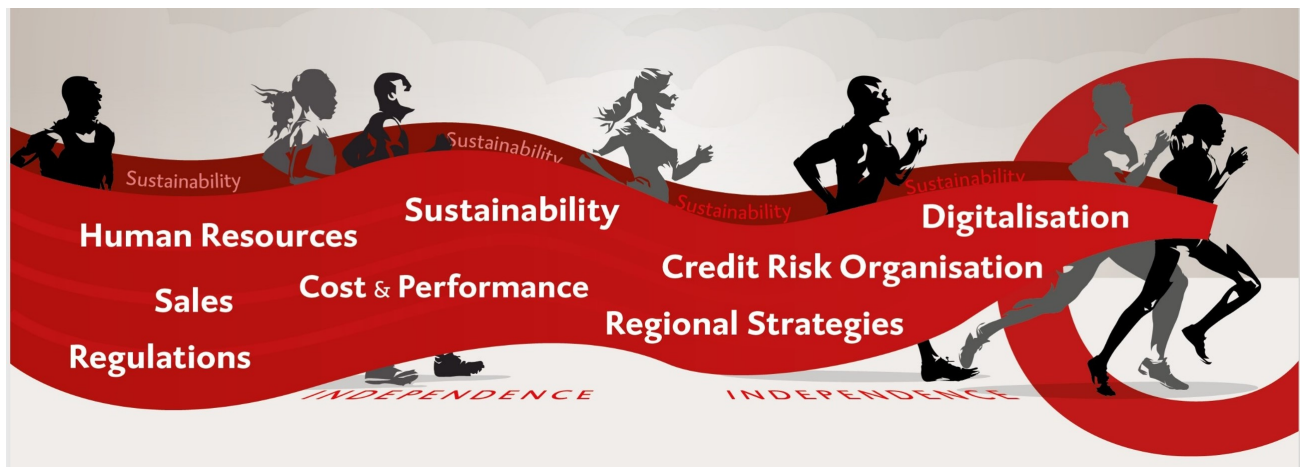 Sustainability
Sustainability
Sustainability
Sustainability
Human Resources
Sustainability
Digitalisation
Sales
Cost & Performance
Credit Risk Organisation
Regulations
Regional Strategies
INDEPENDENCE
INDEPENDENCE